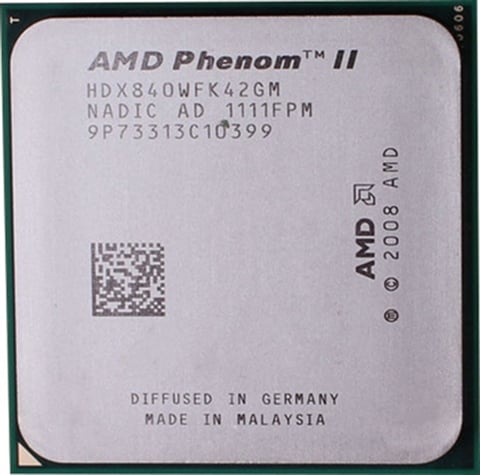 AMD Phenom™ II
HDX840WFK42GM
NADIC AD 1111FPM
9P73313C10399
AMD
ⓜ © 2008 AMD
DIFFUSED IN GERMANY
MADE IN MALAYSIA